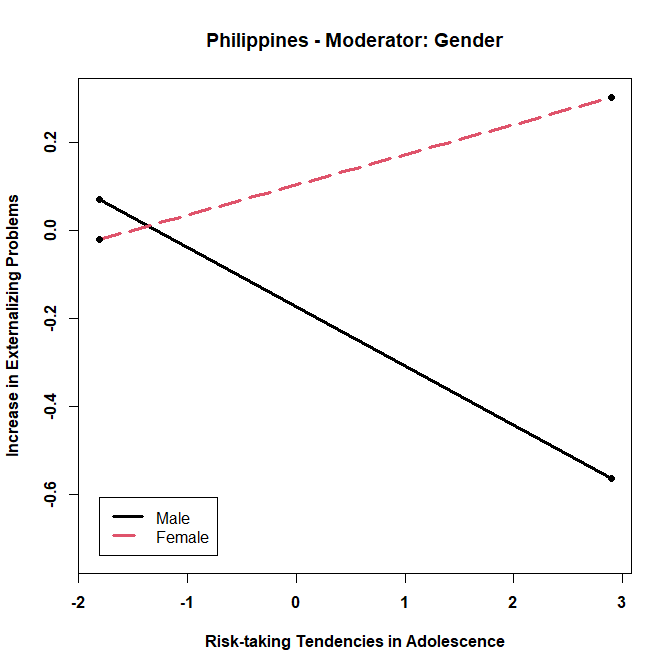 Philippines - Moderator: Gender
Increase in Externalizing Problems
0.2
0.0
-0.2
-0.4
-0.6
Male
Female
-2
-1
0
1
2
3
Risk-taking Tendencies in Adolescence